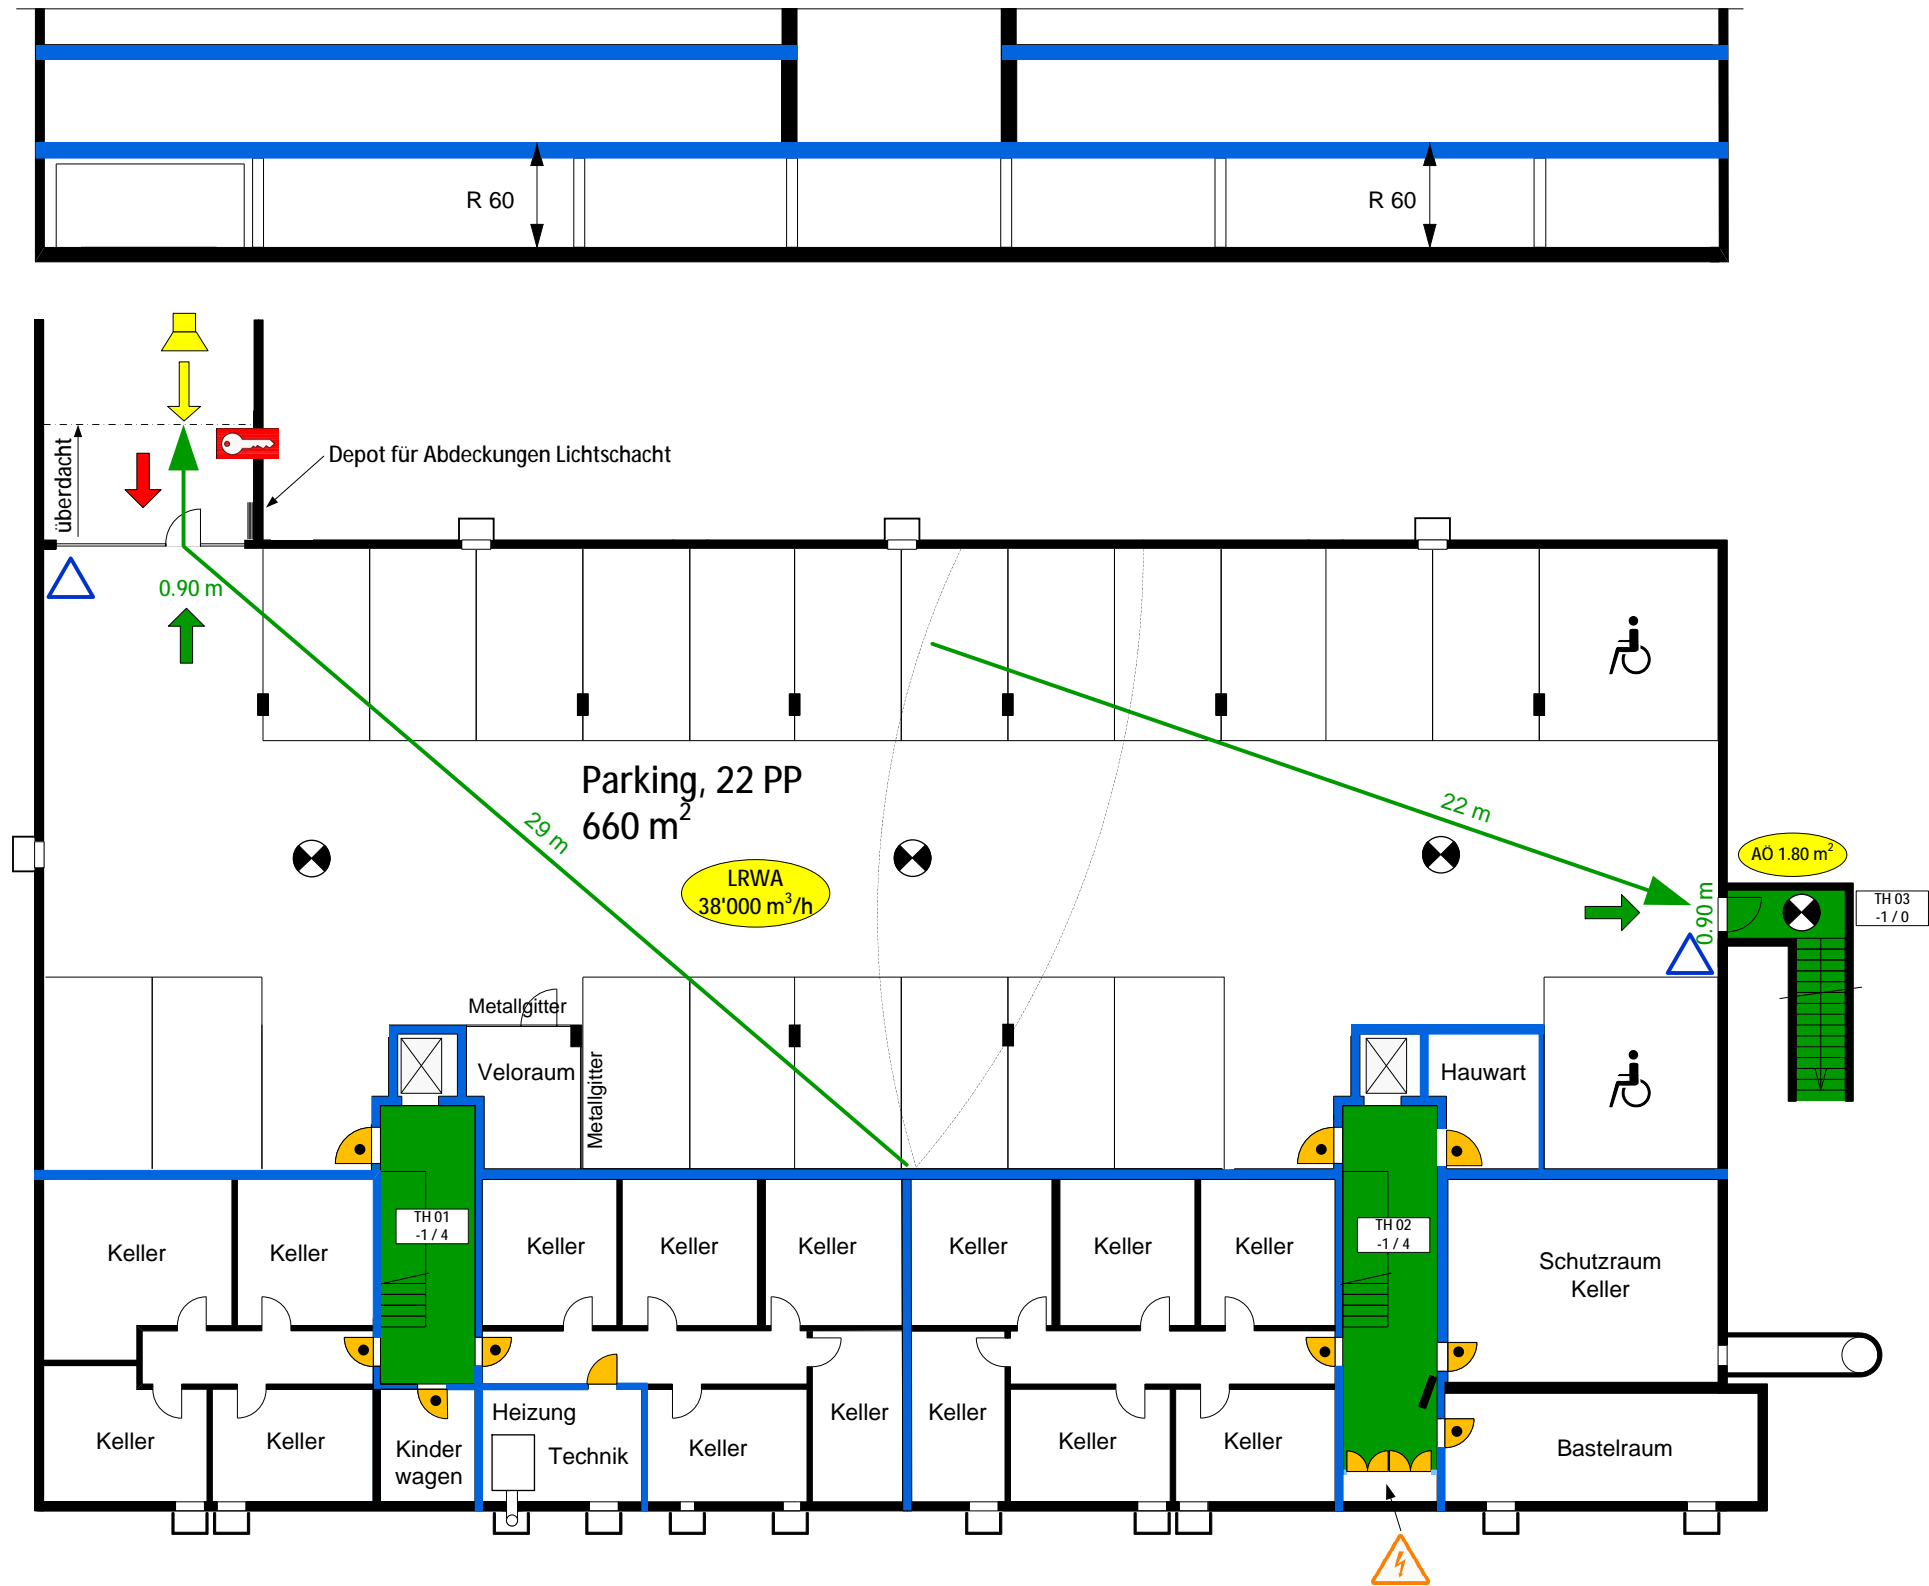 R 60
R 60
überdacht
Depot für Abdeckungen Lichtschacht
0.90 m
Parking, 22 PP
660 m²
29 m
22 m
LRWA
38'000 m³/h
AÖ 1.80 m²
0.90 m
TH 03
-1 / 0
Metallgitter
Veloraum
Metallgitter
Hauwart
TH 01
-1 / 4
TH 02
-1 / 4
Keller
Keller
Keller
Keller
Keller
Keller
Keller
Keller
Schutzraum
Keller
Keller
Keller
Kinder
wagen
Heizung
Technik
Keller
Keller
Keller
Keller
Keller
Bastelraum